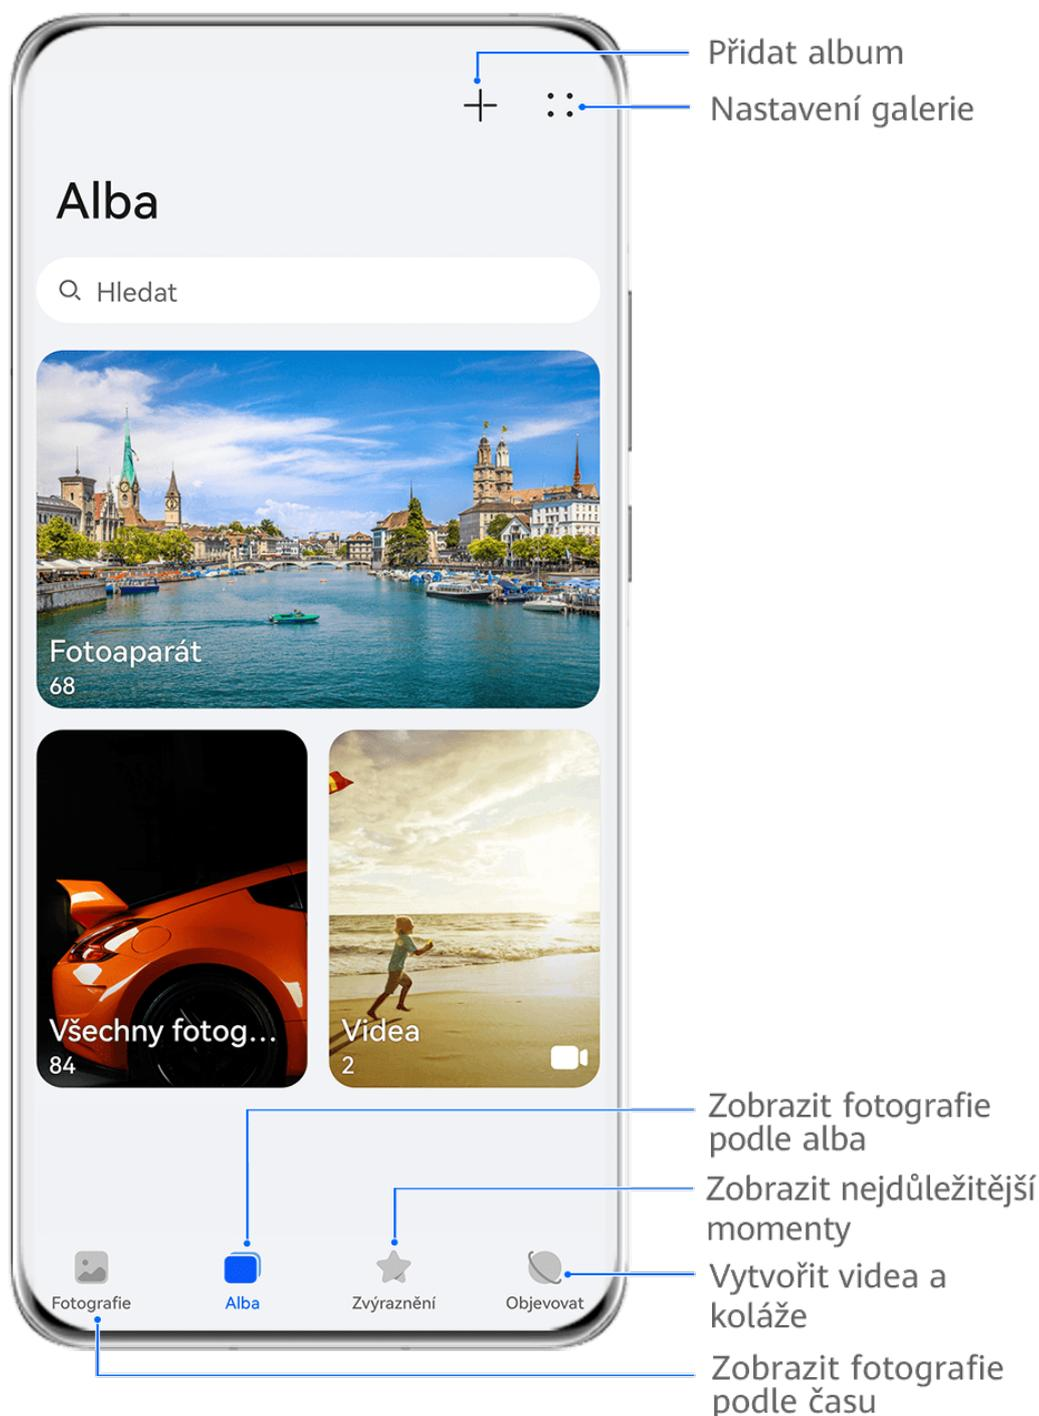 Přidat album
Nastavení galerie
Alba
Hledat
Fotoaparát
68
Všechny fotog...
84
Videa
2
Zobrazit fotografie
podle alba
Zobrazit nejdůležitější
momenty
Vytvořit videa a
koláže
Fotografie
Alba
Zvýraznění
Objevovat
Zobrazit fotografie
podle času